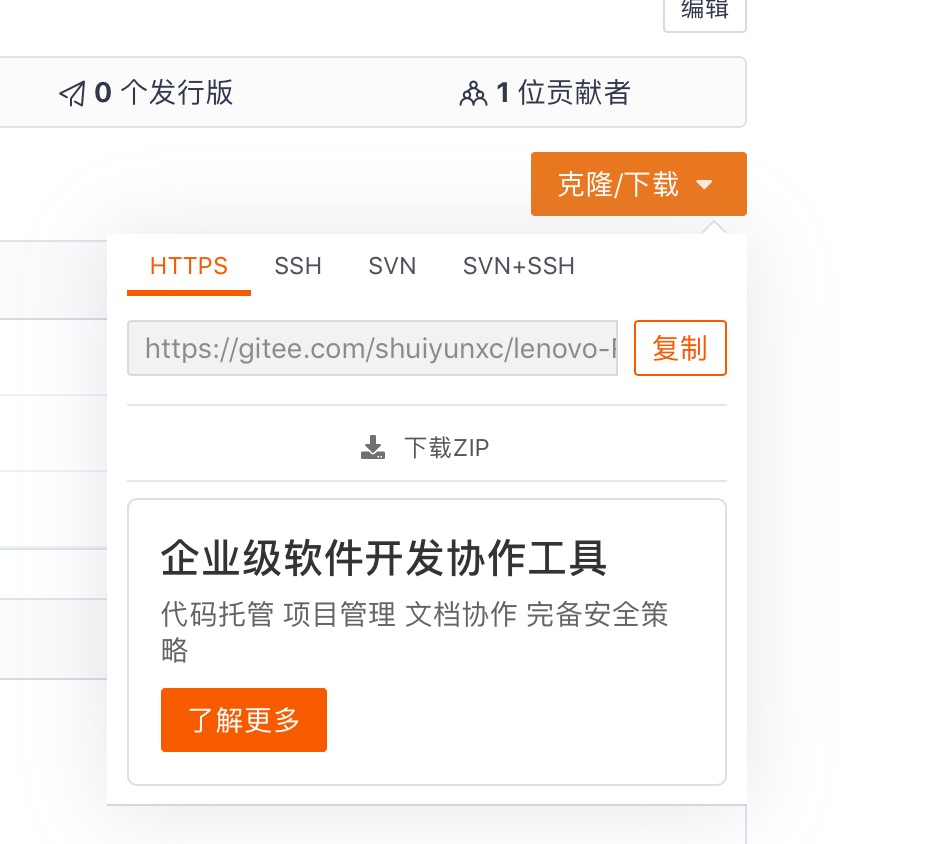 编辑
0 个发行版
1 位贡献者
克隆/下载
HTTPS SSH SVN SVN+SSH
https://gitee.com/shuiyunxc/lenovo-
复制
下载ZIP
企业级软件开发协作工具
代码托管 项目管理 文档协作 完备安全策
略
了解更多